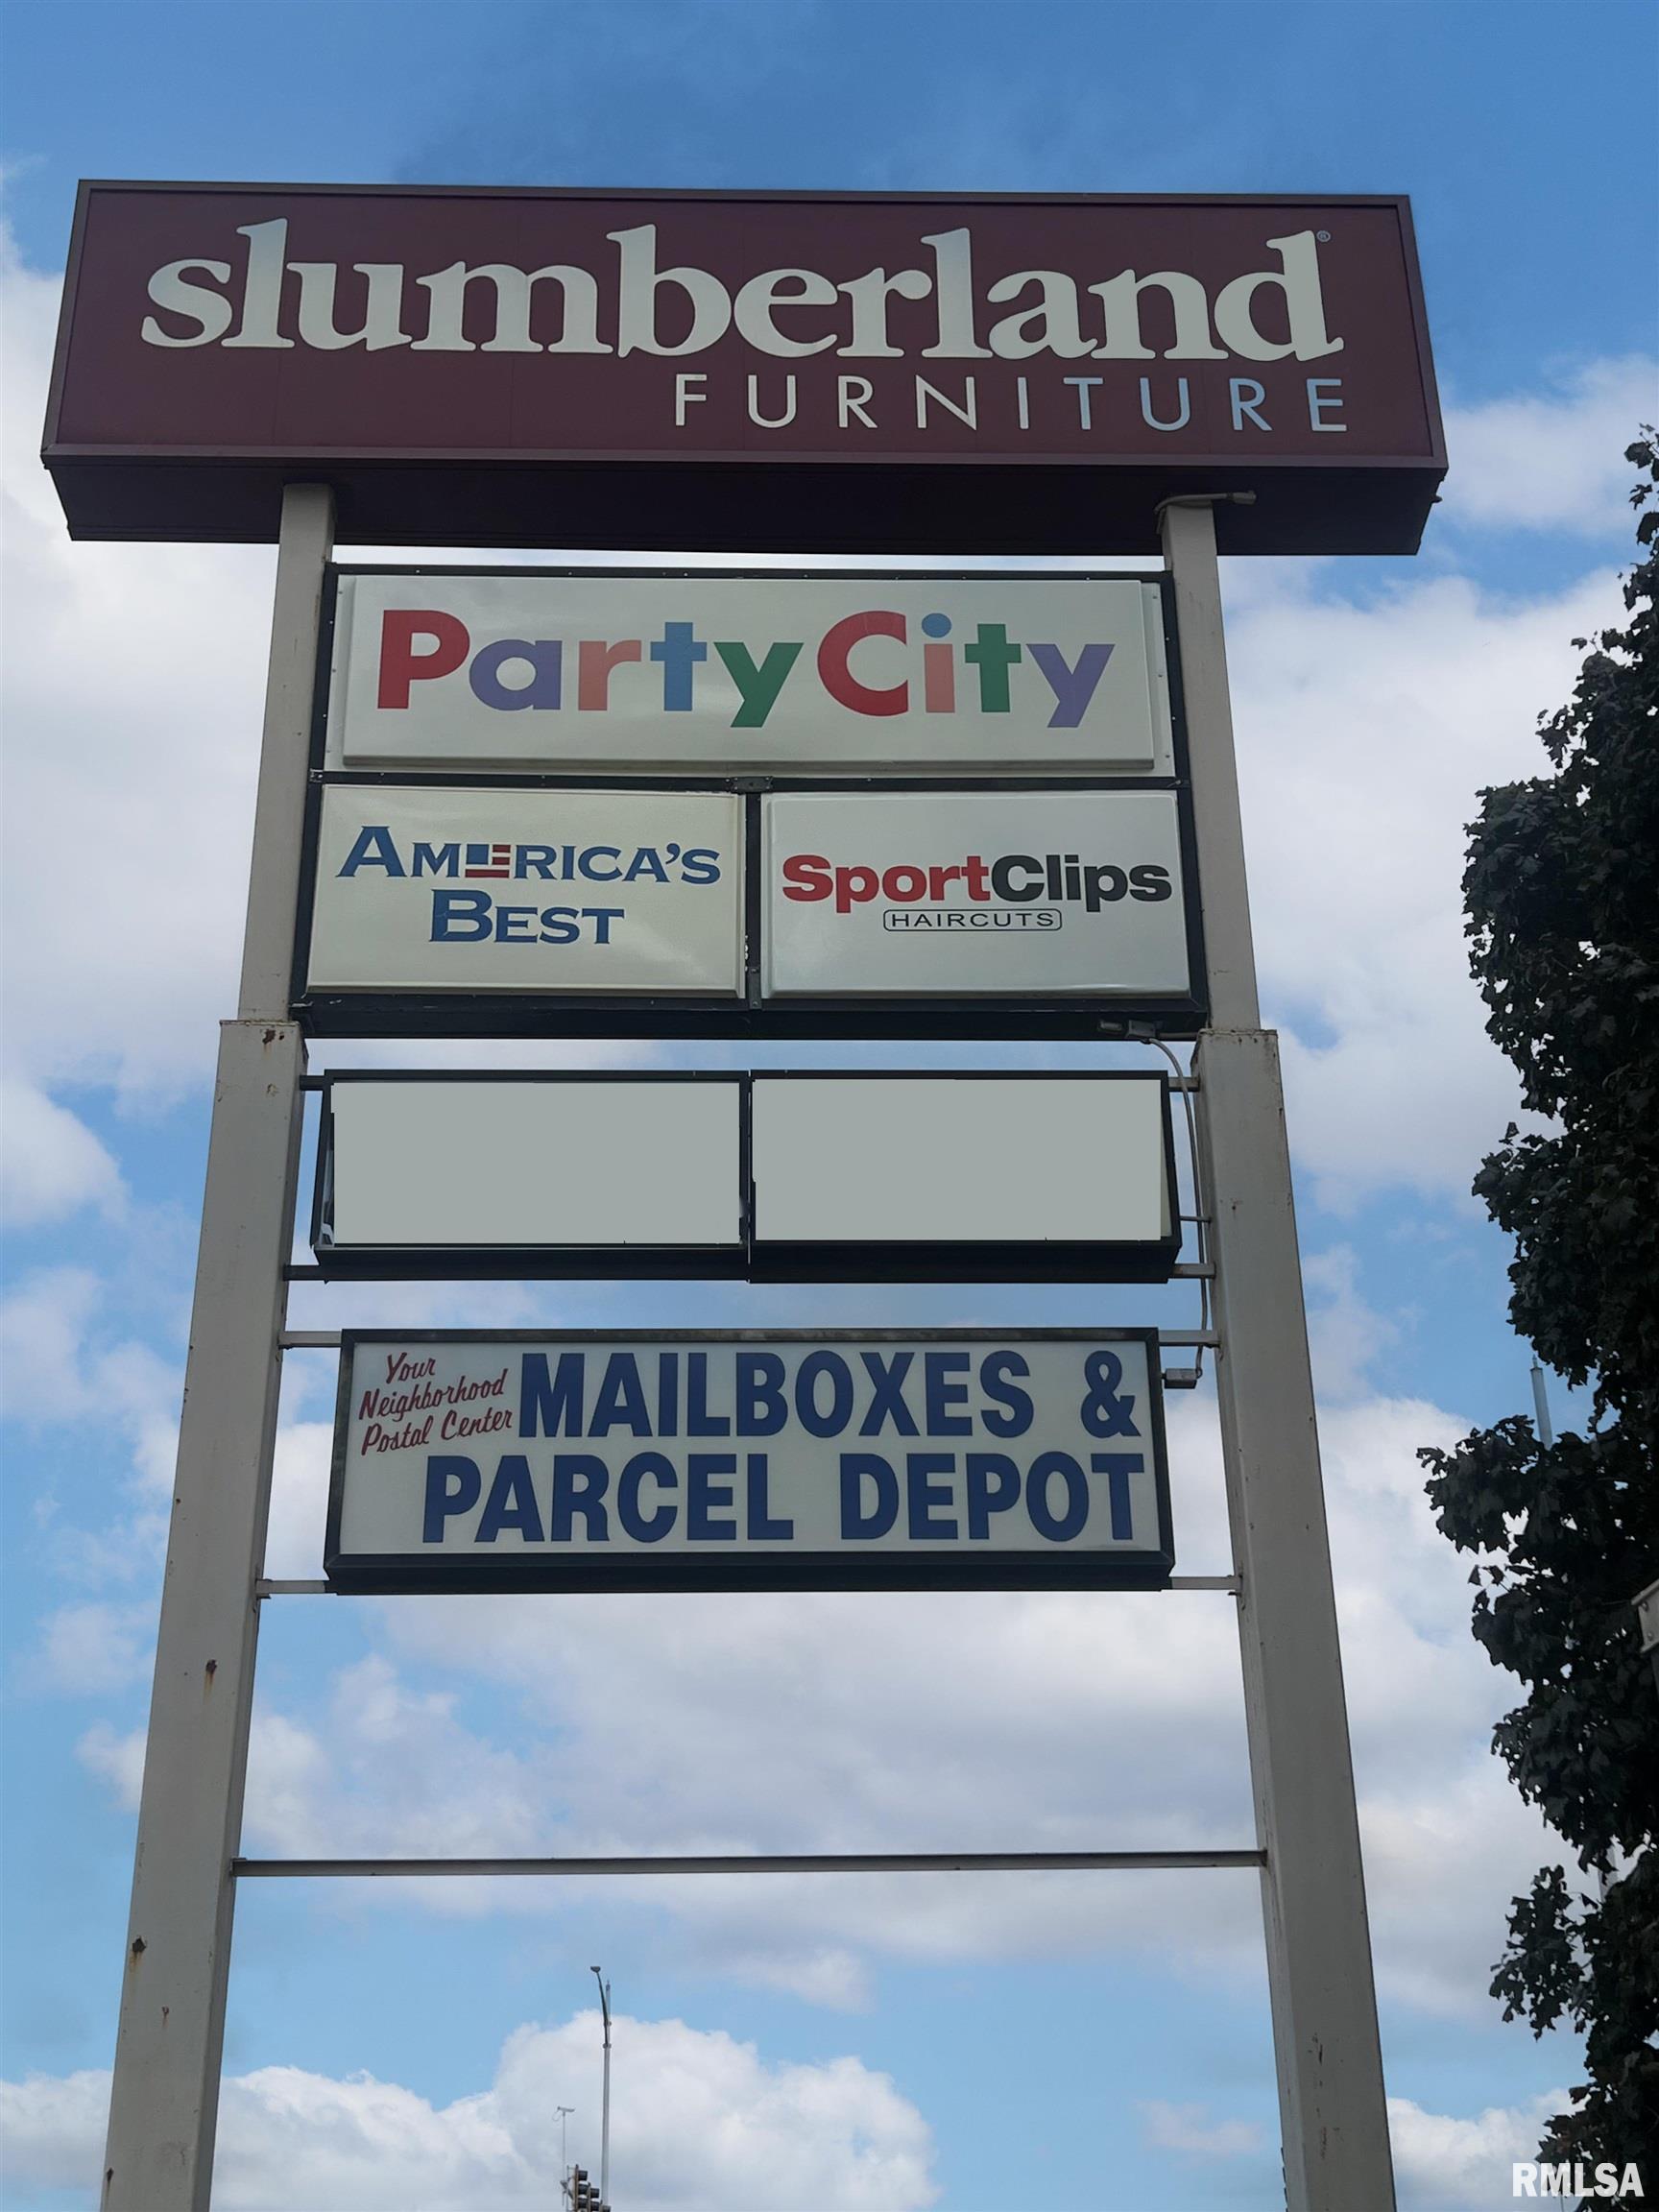 slumberland®
FURNITURE
PartyCity
AMERICA'S
BEST
SportClips
HAIRCUTS
Your
Neighborhood
Postal Center
MAILBOXES &
PARCEL DEPOT
RMLSA